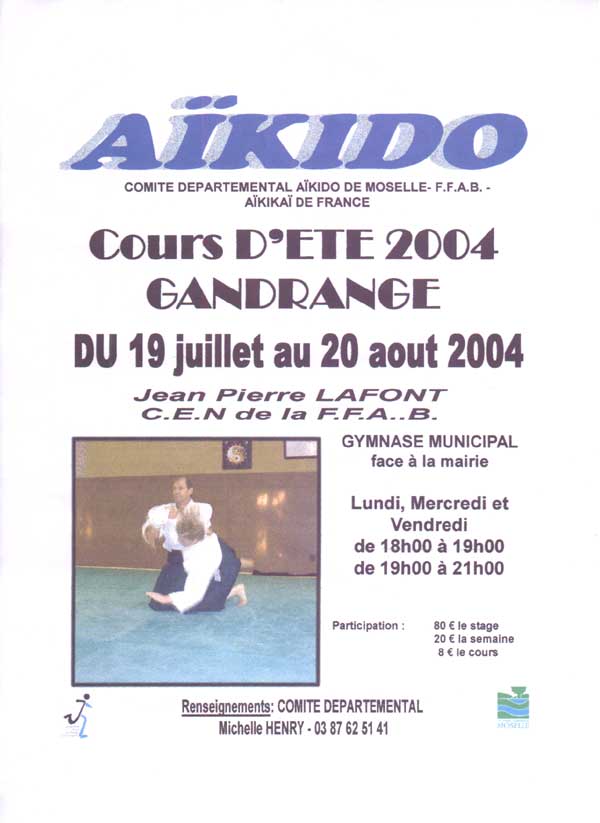 AÏKIDO
COMITE DEPARTEMENTAL AÏKIDO DE MOSELLE- F.F.A.B. -
AÏKIKAÏ DE FRANCE
Cours D'ETE 2004
GANDRANGE
DU 19 juillet au 20 aout 2004
Jean Pierre LAFONT
C.E.N de la F.F.A..B.
GYMNASE MUNICIPAL
face à la mairie
Lundi, Mercredi et
Vendredi
de 18h00 à 19h00
de 19h00 à 21h00
Participation : 80 € le stage
20 € la semaine
8 € le cours
Renseignements: COMITE DEPARTEMENTAL
Michelle HENRY - 03 87 62 51 41
MOSELLE